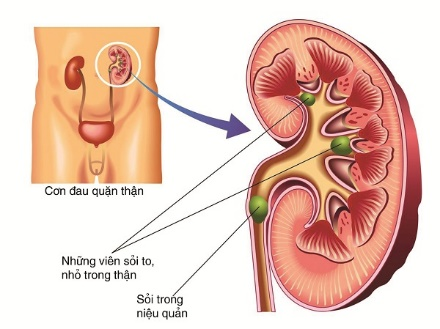 Cơn đau quặn thận
Những viên sỏi to,
nhỏ trong thận
Sỏi trong
niệu quản